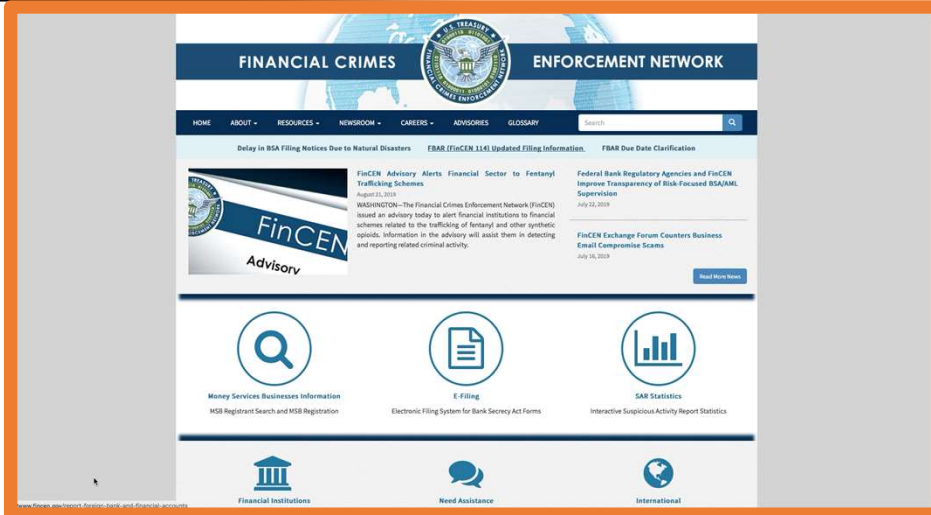 U.S. TREASURY
FINANCIAL CRIMES ENFORCEMENT NETWORK
FINANCIAL CRIMES ENFORCEMENT NETWORK
HOME ABOUT RESOURCES NEWSROOM CAREERS ADVISORIES GLOSSARY Search
Delay in BSA Filing Notices Due to Natural Disasters FBAR (FinCEN 114) Updated Filing Information FBAR Due Date Clarification
FinCEN
Advisory
FinCEN Advisory Alerts Financial Sector to Fentanyl
Trafficking Schemes
August 21, 2019
WASHINGTON—The Financial Crimes Enforcement Network (FinCEN)
issued an advisory today to alert financial institutions to financial
schemes related to the trafficking of fentanyl and other synthetic
opioids. Information in the advisory will assist them in detecting
and reporting related criminal activity.
Federal Bank Regulatory Agencies and FinCEN
Improve Transparency of Risk-Focused BSA/AML
Supervision
July 22, 2019
FinCEN Exchange Forum Counters Business
Email Compromise Scams
July 16, 2019
Read More News
Money Services Businesses Information
MSB Registrant Search and MSB Registration
E-Filing
Electronic Filing System for Bank Secrecy Act Forms
SAR Statistics
Interactive Suspicious Activity Report Statistics
Financial Institutions
Need Assistance
International
www.fincen.gov/report-foreign-bank-and-financial-accounts